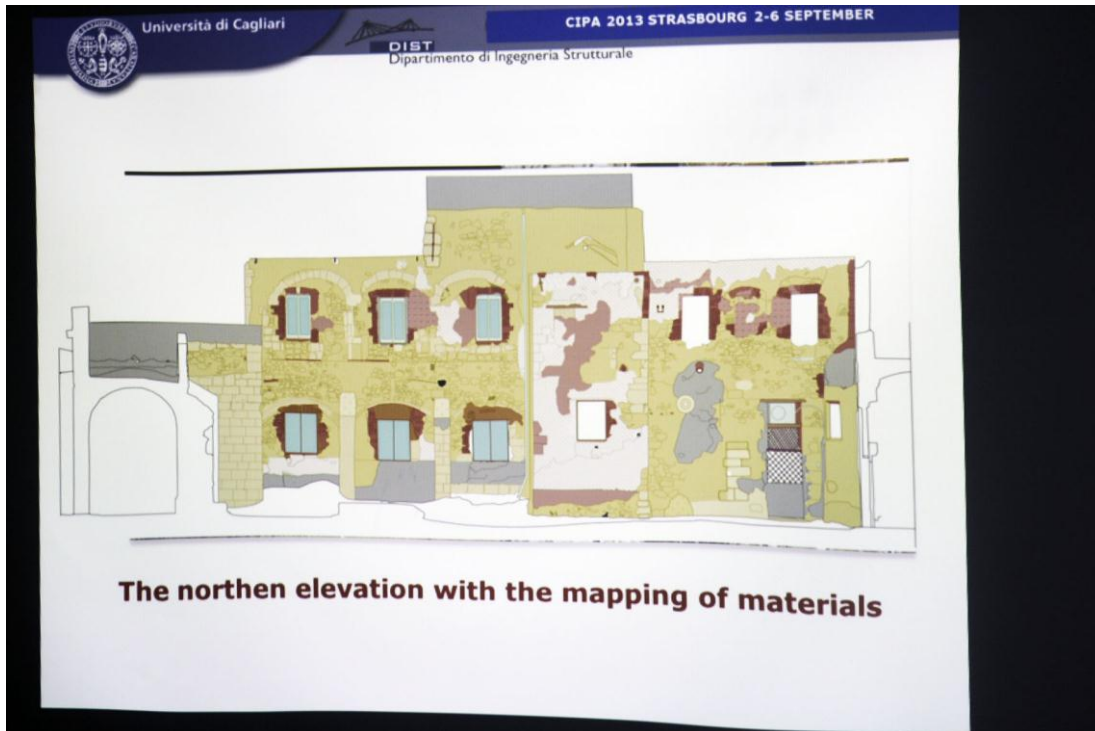 Università di Cagliari
DIST
Dipartimento di Ingegneria Strutturale
CIPA 2013 STRASBOURG 2-6 SEPTEMBER
The northen elevation with the mapping of materials